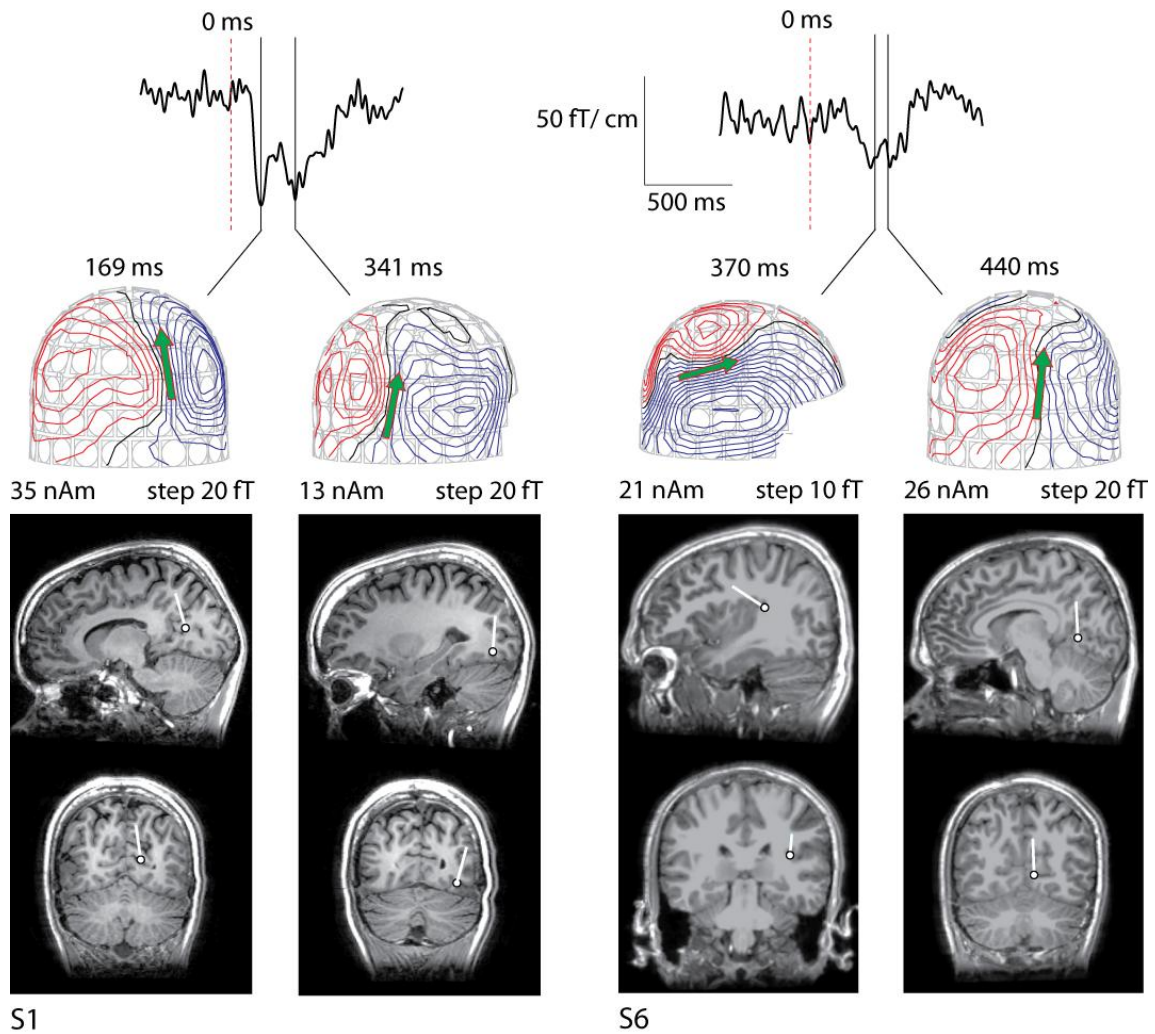 0 ms
0 ms
50 fT/ cm
500 ms
169 ms
341 ms
370 ms
440 ms
35 nAm
step 20 fT
13 nAm
step 20 fT
21 nAm
step 10 fT
26 nAm
step 20 fT
S1
S6